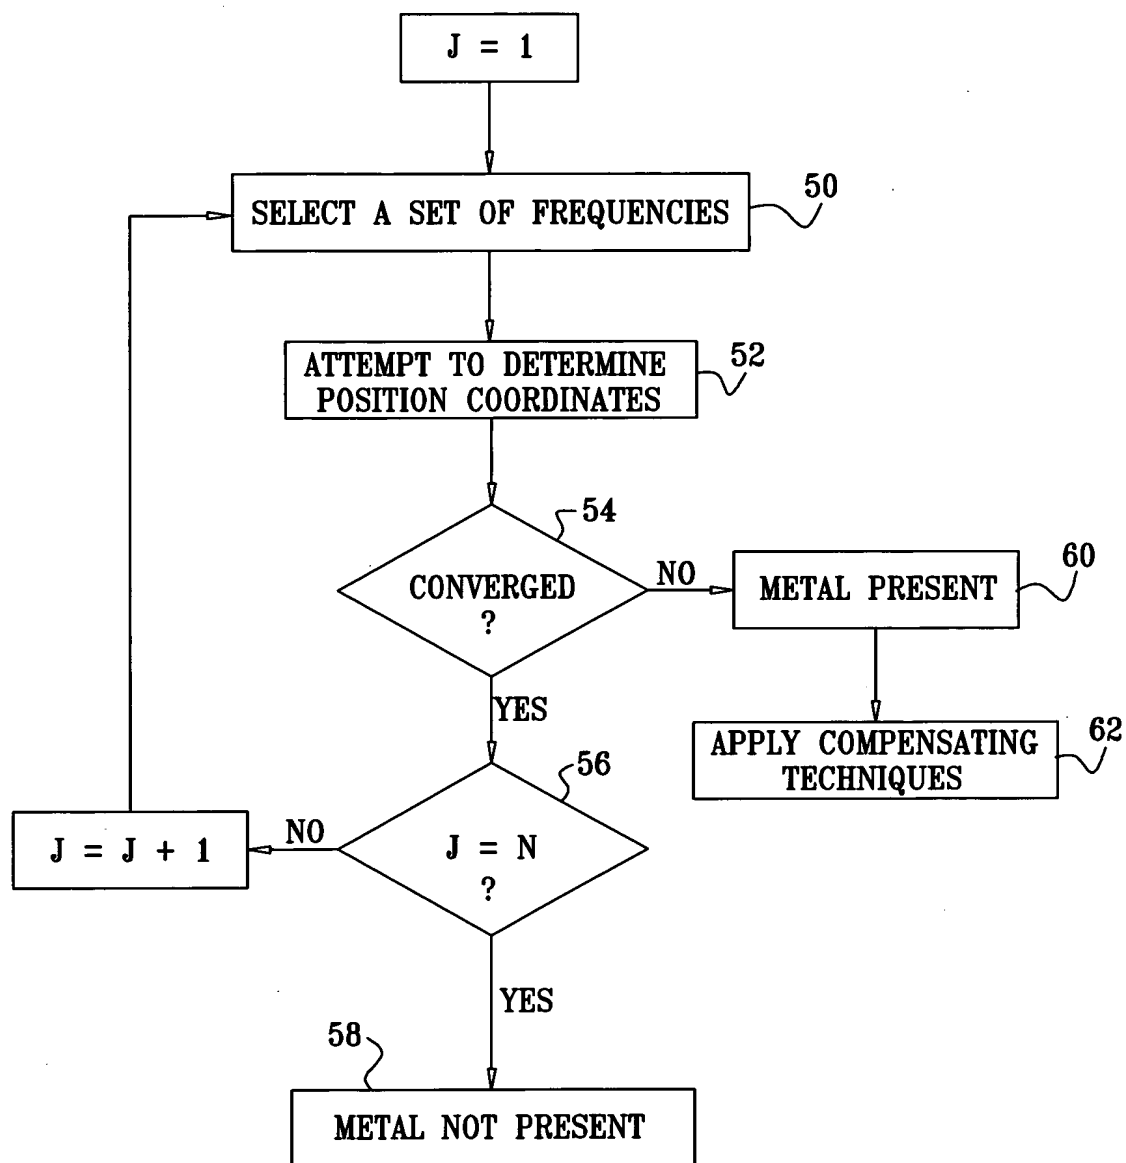 J = 1
SELECT A SET OF FREQUENCIES
50
ATTEMPT TO DETERMINE
POSITION COORDINATES
52
54
CONVERGED
?
NO
METAL PRESENT
60
YES
APPLY COMPENSATING
TECHNIQUES
62
56
J = N
?
NO
J = J + 1
YES
58
METAL NOT PRESENT